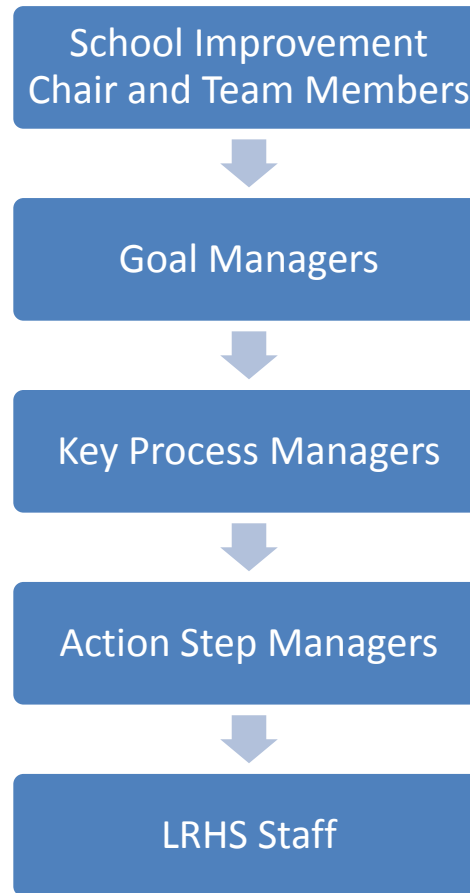 School Improvement
Chair and Team Members
Goal Managers
Key Process Managers
Action Step Managers
LRHS Staff